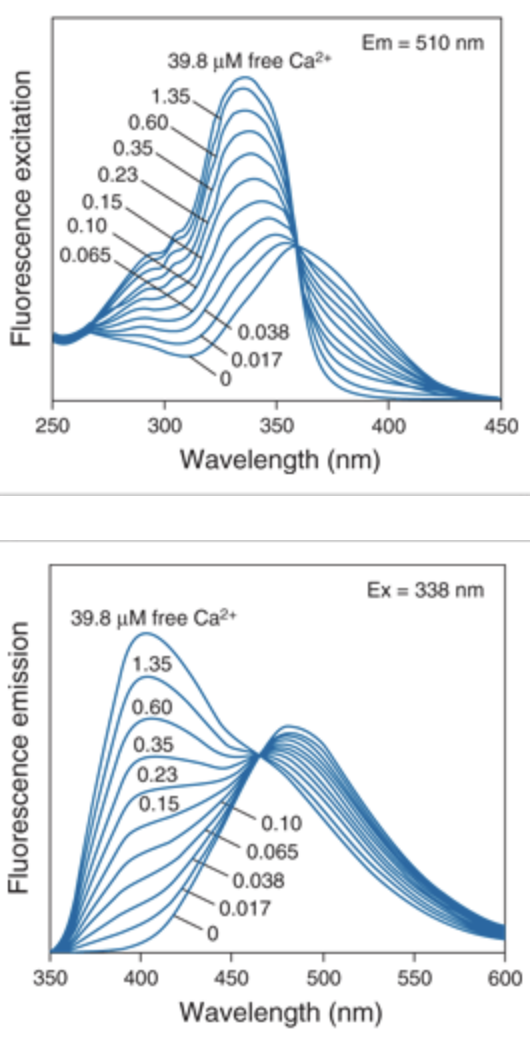 Em = 510 nm
39.8 μM free Ca²⁺
1.35
0.60
0.35
0.23
0.15
0.10
0.065
0.038
0.017
0
Fluorescence excitation
250 300 350 400 450
Wavelength (nm)
Ex = 338 nm
39.8 μM free Ca²⁺
1.35
0.60
0.35
0.23
0.15
0.10
0.065
0.038
0.017
0
Fluorescence emission
350 400 450 500 550 600
Wavelength (nm)